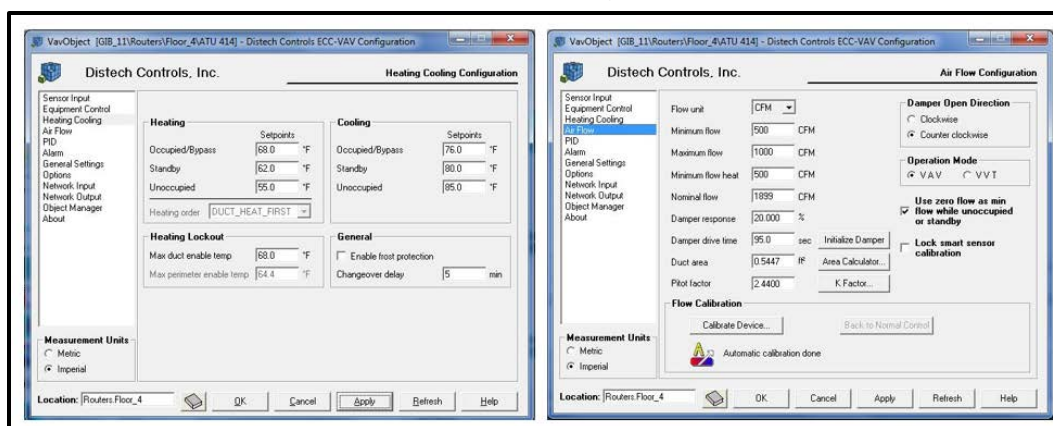 VavObject [GIB_11\Routers\Floor_4\ATU 414] - Distech Controls ECC-VAV Configuration
Distech Controls, Inc.
Heating Cooling Configuration
Sensor Input
Equipment Control
Heating Cooling
Air Flow
PID
Alarm
General Settings
Options
Network Input
Network Output
Object Manager
About
Heating
Setpoints
Occupied/Bypass 68.0 °F
Standby 62.0 °F
Unoccupied 55.0 °F
Heating order DUCT_HEAT_FIRST
Cooling
Setpoints
Occupied/Bypass 76.0 °F
Standby 80.0 °F
Unoccupied 85.0 °F
Heating Lockout
Max duct enable temp 68.0 °F
Max perimeter enable temp 64.4 °F
General
Enable frost protection
Changeover delay 5 min
Measurement Units
Metric
Imperial
Location: Routers.Floor_4 OK Cancel Apply Refresh Help
VavObject [GIB_11\Routers\Floor_4\ATU 414] - Distech Controls ECC-VAV Configuration
Distech Controls, Inc.
Air Flow Configuration
Sensor Input
Equipment Control
Heating Cooling
Air Flow
PID
Alarm
General Settings
Options
Network Input
Network Output
Object Manager
About
Flow unit CFM
Minimum flow 500 CFM
Maximum flow 1000 CFM
Minimum flow heat 500 CFM
Nominal flow 1899 CFM
Damper response 20.000 %
Damper drive time 95.0 sec Initialize Damper
Duct area 0.5447 ft² Area Calculator...
Pitot factor 2.4400 K Factor...
Damper Open Direction
Clockwise
Counter clockwise
Operation Mode
VAV VVT
Use zero flow as min
flow while unoccupied
or standby
Lock smart sensor
calibration
Flow Calibration
Calibrate Device... Back to Normal Control
Automatic calibration done
Measurement Units
Metric
Imperial
Location: Routers.Floor_4 OK Cancel Apply Refresh Help